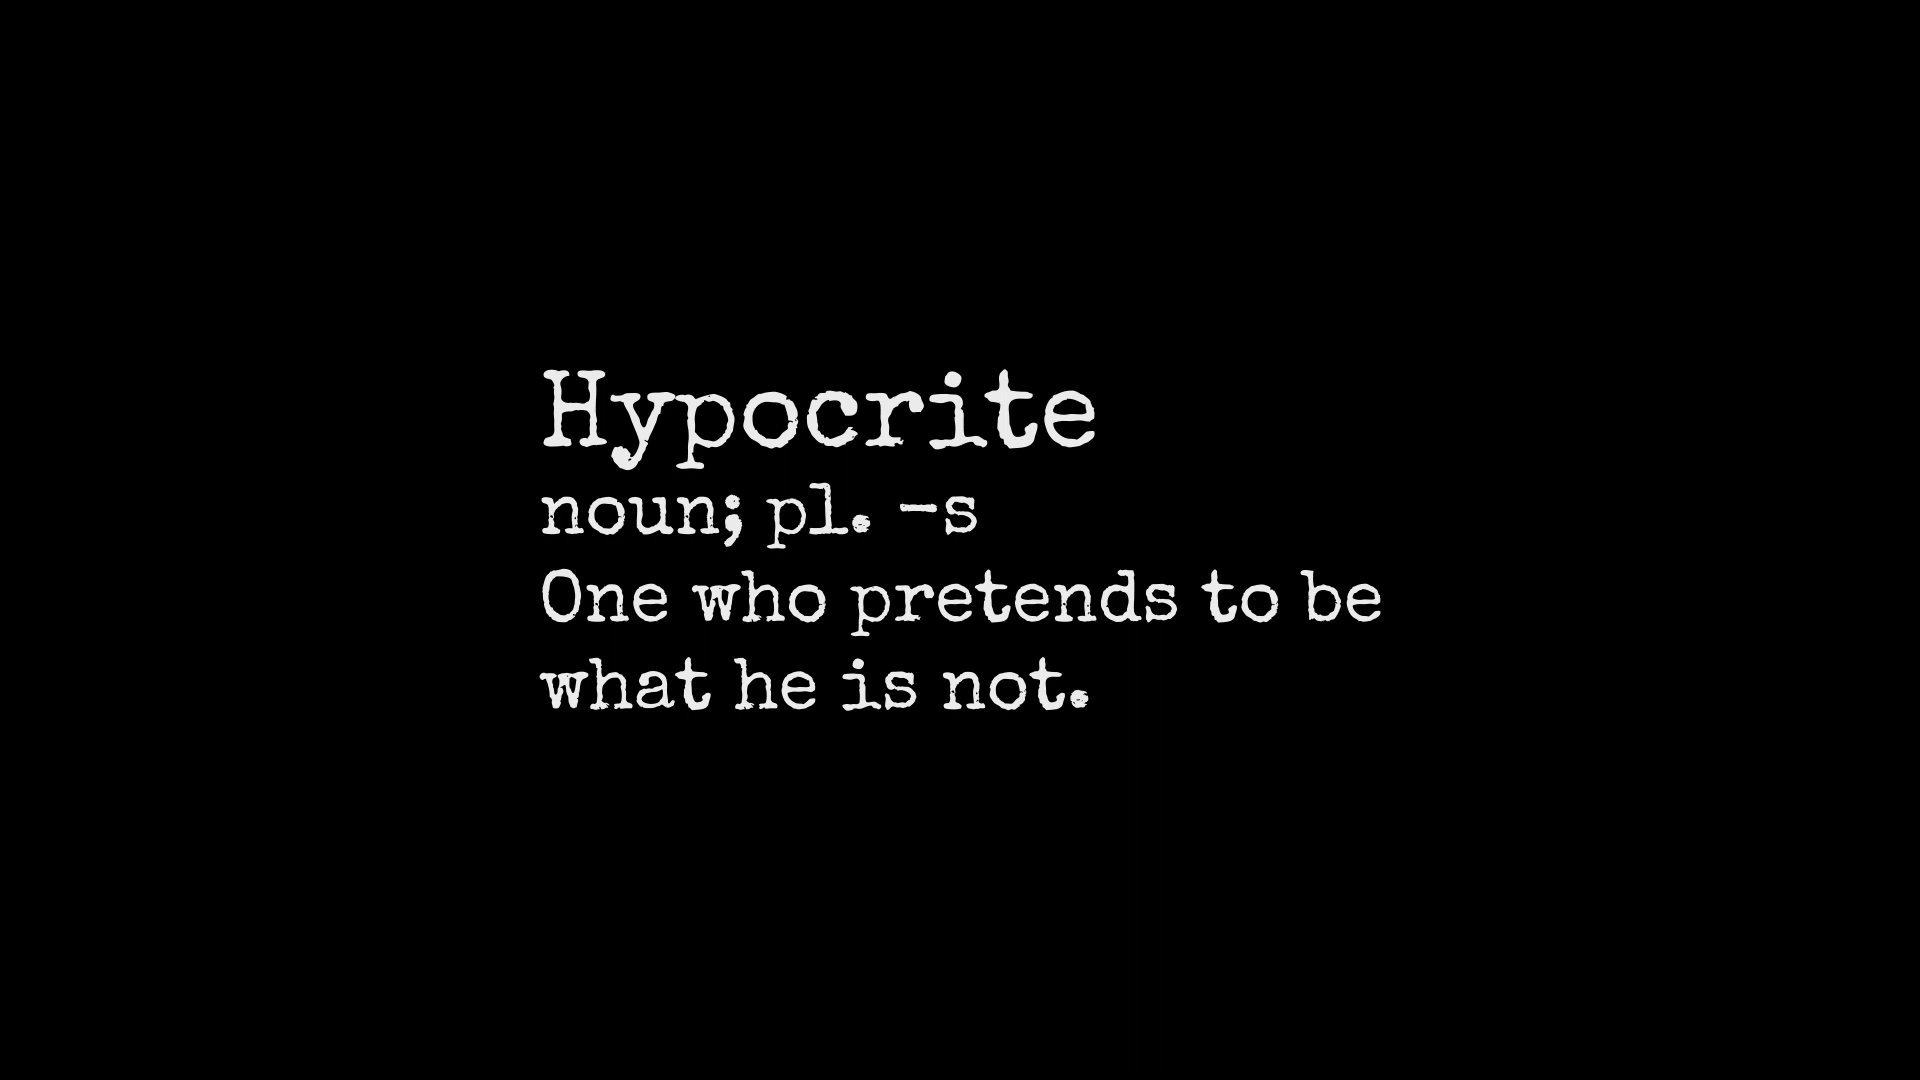 Hypocrite
noun; pl. -s
One who pretends to be
what he is not.